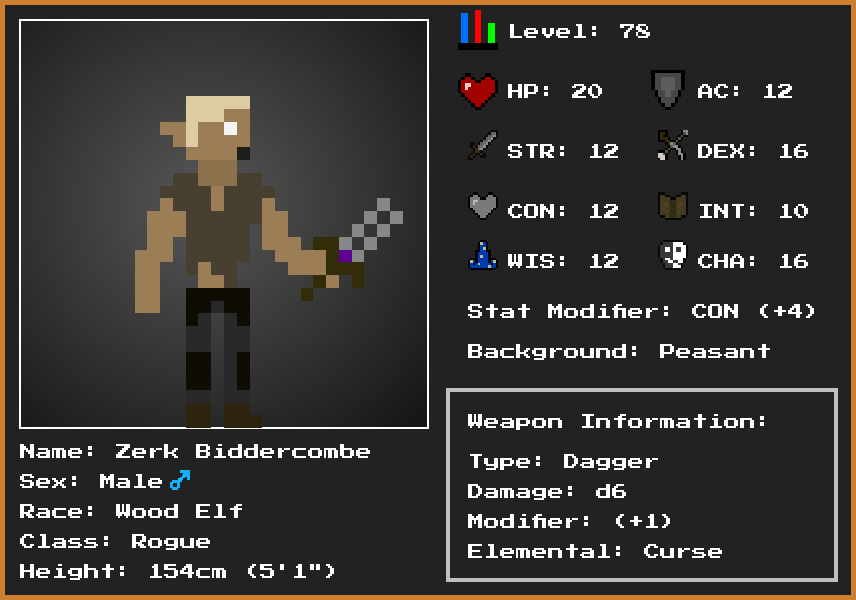 Level: 78
HP: 20
AC: 12
STR: 12
DEX: 16
CON: 12
INT: 10
WIS: 12
CHA: 16
Stat Modifier: CON (+4)
Background: Peasant
Weapon Information:
Type: Dagger
Damage: d6
Modifier: (+1)
Elemental: Curse
Name: Zerk Biddercombe
Sex: Male♂
Race: Wood Elf
Class: Rogue
Height: 154cm (5'1")